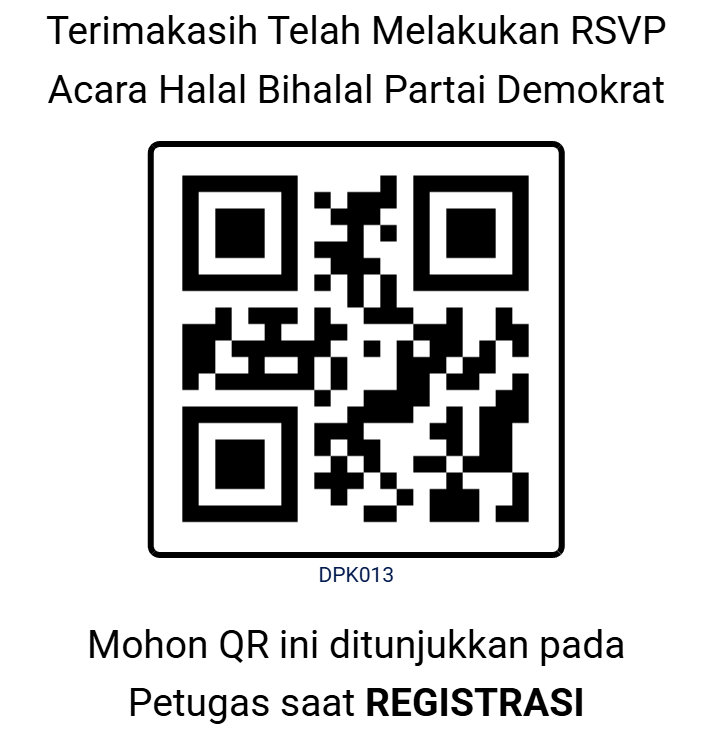 Terimakasih Telah Melakukan RSVP
Acara Halal Bihalal Partai Demokrat
DPK013
Mohon QR ini ditunjukkan pada
Petugas saat REGISTRASI